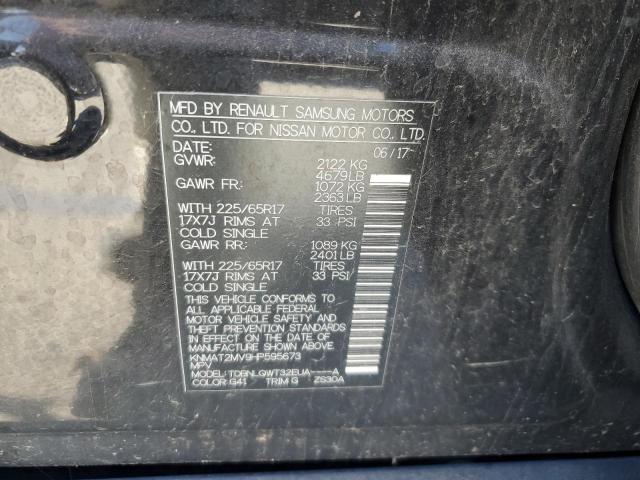 MFD BY RENAULT SAMSUNG MOTORS
CO., LTD. FOR NISSAN MOTOR CO., LTD.
DATE: 06/17
GVWR: 2122 KG
4679 LB
GAWR FR: 1072 KG
2363 LB
WITH 225/65R17 TIRES
17X7J RIMS AT 33 PSI
COLD SINGLE
GAWR RR: 1089 KG
2401 LB
WITH 225/65R17 TIRES
17X7J RIMS AT 33 PSI
COLD SINGLE
THIS VEHICLE CONFORMS TO
ALL APPLICABLE FEDERAL
MOTOR VEHICLE SAFETY AND
THEFT PREVENTION STANDARDS
IN EFFECT ON THE DATE OF
MANUFACTURE SHOWN ABOVE.
KNMAT2MV9HP595673
MPV
MODEL: TDBNLGWT32EUA----A
COLOR: G41 TRIM: G ZS30A